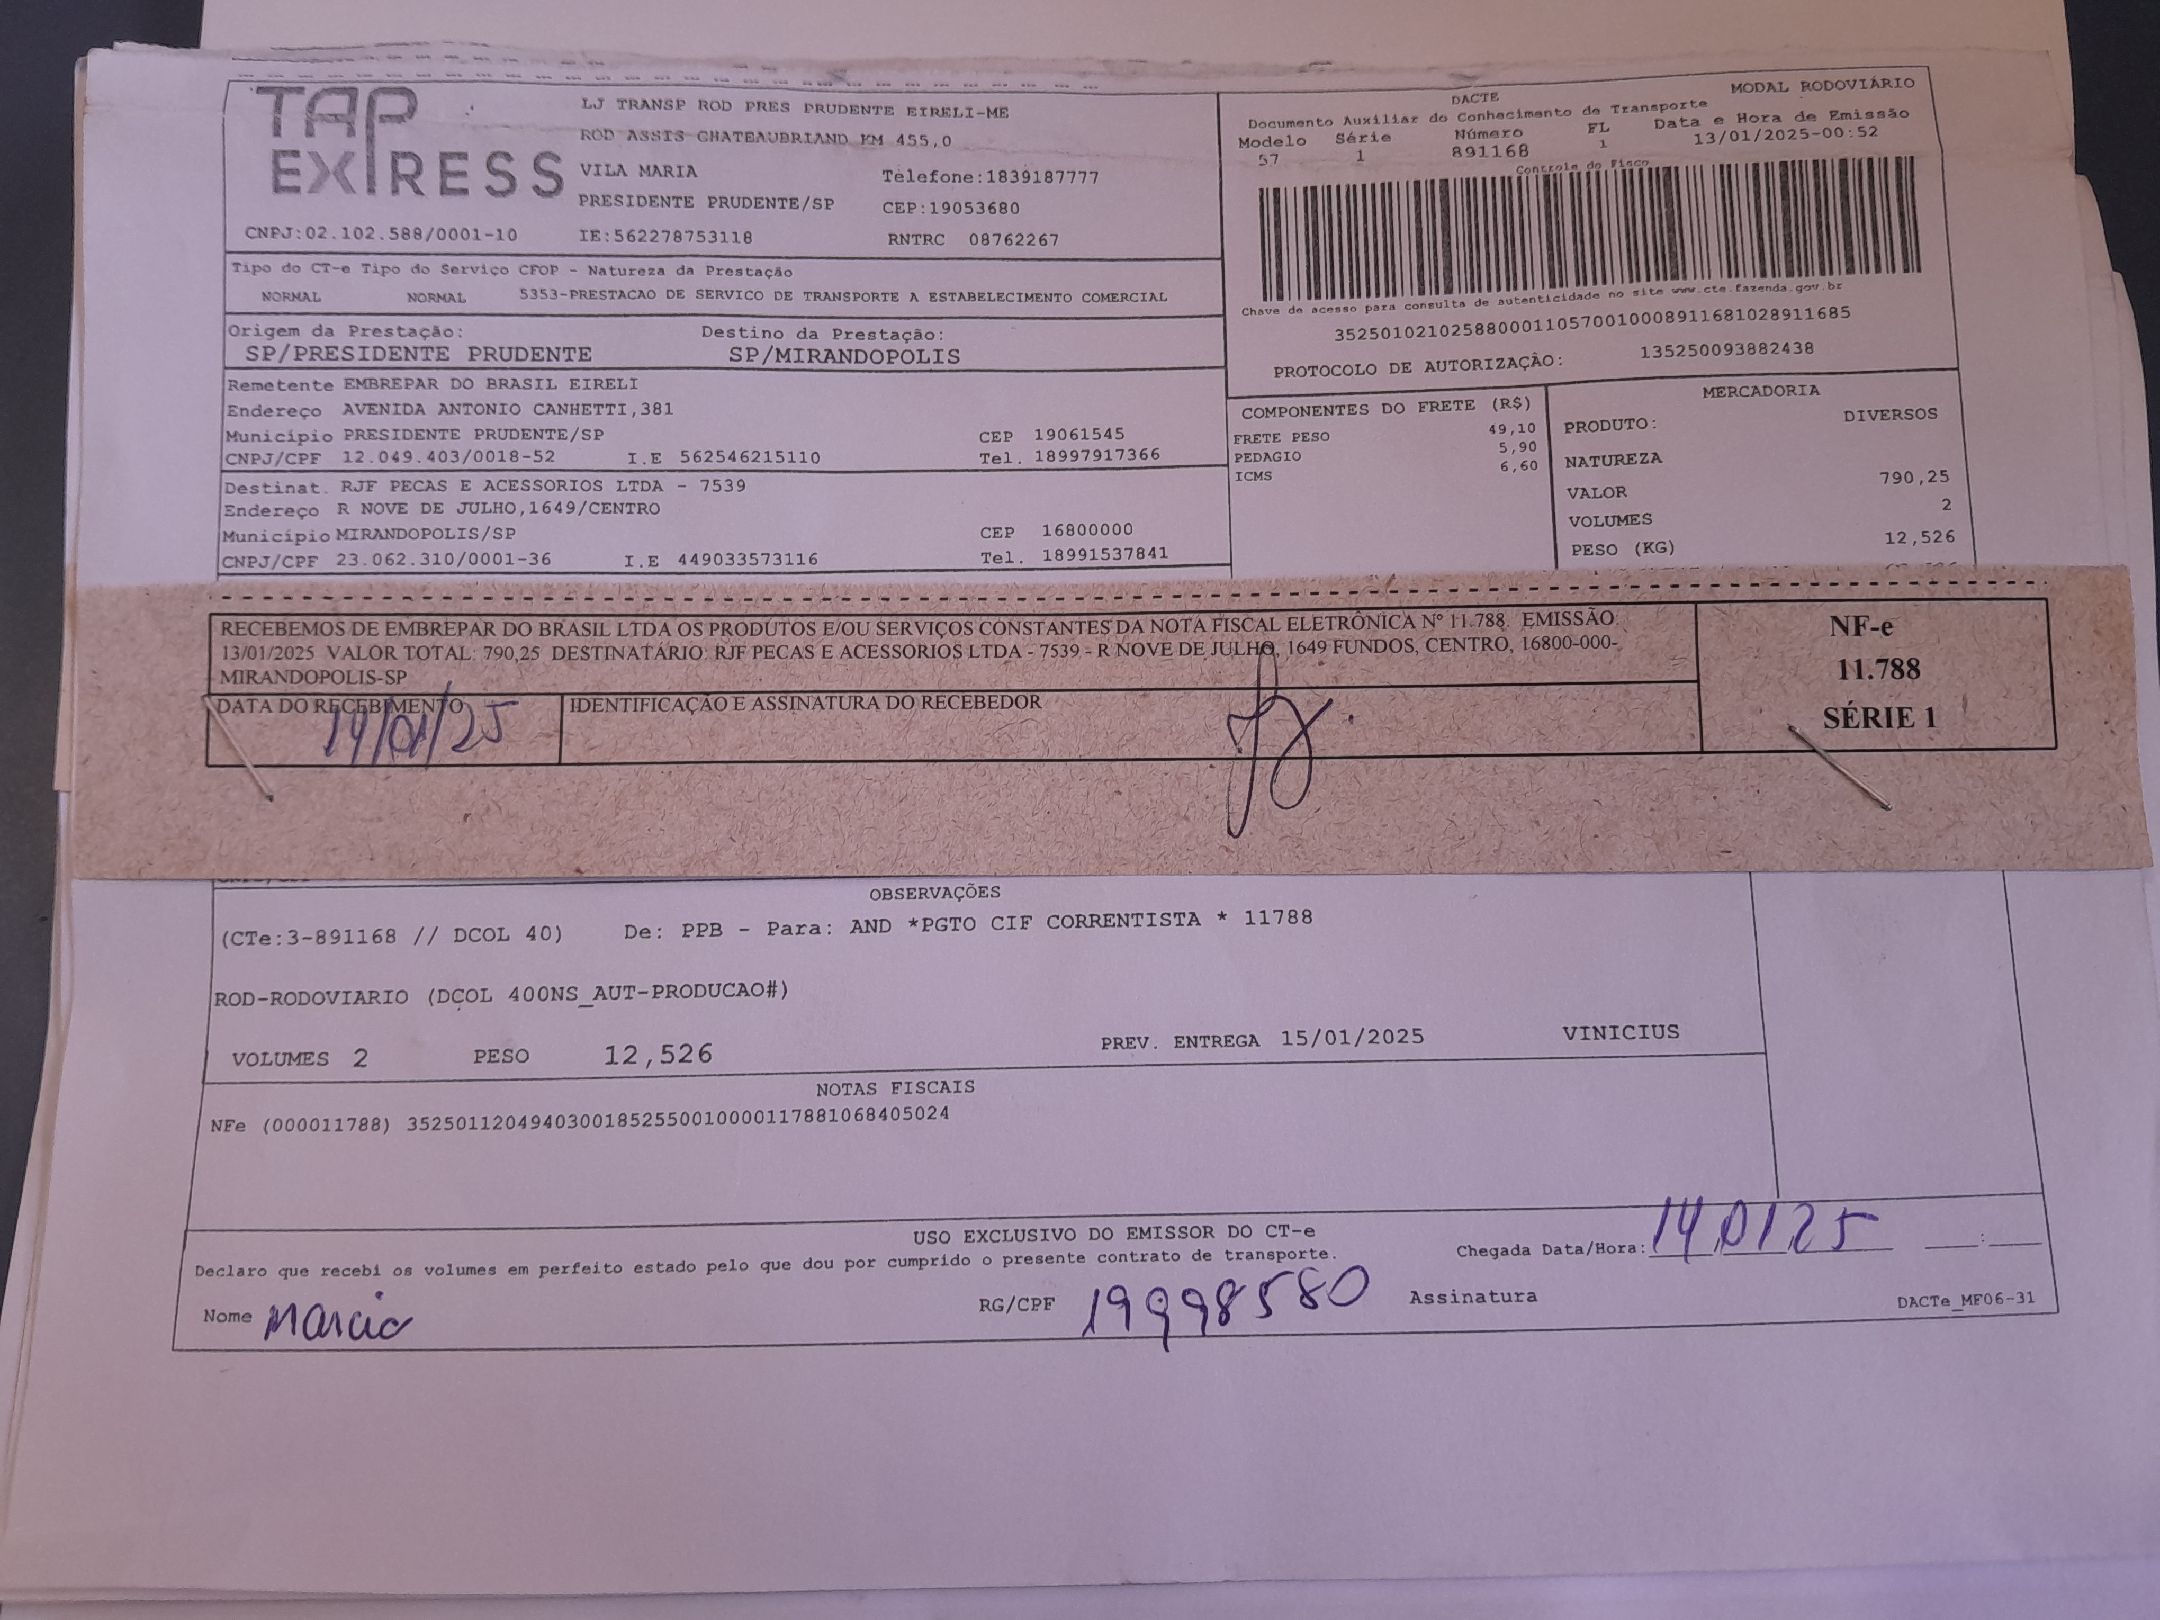 TAP EXPRESS
LJ TRANSP ROD PRES PRUDENTE EIRELI-ME
ROD ASSIS CHATEAUBRIAND KM 455,0
VILA MARIA Telefone:1839187777
PRESIDENTE PRUDENTE/SP CEP:19053680
CNPJ:02.102.588/0001-10 IE:562278753118 RNTRC 08762267
DACTE MODAL RODOVIÁRIO
Documento Auxiliar do Conhecimento de Transporte
Modelo Série Número FL Data e Hora de Emissão
57 1 891168 1 13/01/2025-00:52
Controle do Fisco
Chave de acesso para consulta de autenticidade no site www.cte.fazenda.gov.br
35250102102588000110570010008911681028911685
PROTOCOLO DE AUTORIZAÇÃO: 135250093882438
Tipo do CT-e Tipo do Serviço CFOP - Natureza da Prestação
NORMAL NORMAL 5353-PRESTACAO DE SERVICO DE TRANSPORTE A ESTABELECIMENTO COMERCIAL
Origem da Prestação: Destino da Prestação:
SP/PRESIDENTE PRUDENTE SP/MIRANDOPOLIS
Remetente EMBREPAR DO BRASIL EIRELI
Endereço AVENIDA ANTONIO CANHETTI,381
Município PRESIDENTE PRUDENTE/SP CEP 19061545
CNPJ/CPF 12.049.403/0018-52 I.E 562546215110 Tel. 18997917366
Destinat. RJF PECAS E ACESSORIOS LTDA - 7539
Endereço R NOVE DE JULHO,1649/CENTRO
Município MIRANDOPOLIS/SP CEP 16800000
CNPJ/CPF 23.062.310/0001-36 I.E 449033573116 Tel. 18991537841
COMPONENTES DO FRETE (R$)
FRETE PESO 49,10
PEDAGIO 5,90
ICMS 6,60
MERCADORIA
PRODUTO: DIVERSOS
NATUREZA
VALOR 790,25
VOLUMES 2
PESO (KG) 12,526
RECEBEMOS DE EMBREPAR DO BRASIL LTDA OS PRODUTOS E/OU SERVIÇOS CONSTANTES DA NOTA FISCAL ELETRÔNICA Nº 11.788. EMISSÃO:
13/01/2025 VALOR TOTAL: 790,25 DESTINATÁRIO: RJF PECAS E ACESSORIOS LTDA - 7539 - R NOVE DE JULHO, 1649 FUNDOS, CENTRO, 16800-000-
MIRANDOPOLIS-SP
DATA DO RECEBIMENTO IDENTIFICAÇÃO E ASSINATURA DO RECEBEDOR
14/01/25
NF-e
11.788
SÉRIE 1
OBSERVAÇÕES
(CTe:3-891168 // DCOL 40) De: PPB - Para: AND *PGTO CIF CORRENTISTA * 11788
ROD-RODOVIARIO (DCOL 400NS_AUT-PRODUCAO#)
VOLUMES 2 PESO 12,526 PREV. ENTREGA 15/01/2025 VINICIUS
NOTAS FISCAIS
NFe (000011788) 35250112049403001852550010000117881068405024
USO EXCLUSIVO DO EMISSOR DO CT-e
Declaro que recebi os volumes em perfeito estado pelo que dou por cumprido o presente contrato de transporte.
Chegada Data/Hora: 14 01 25 :
Nome Marcio RG/CPF 19998580 Assinatura DACTe_MF06-31